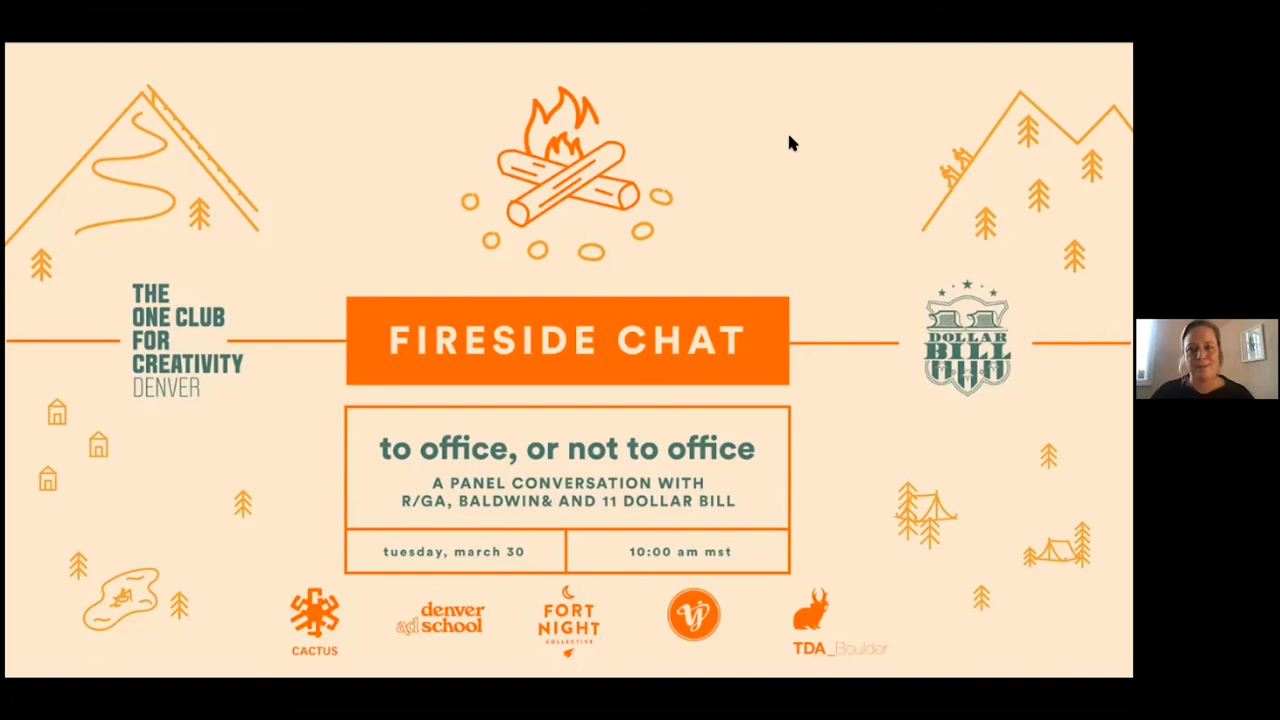 THE
ONE CLUB
FOR
CREATIVITY
DENVER
FIRESIDE CHAT
11
DOLLAR
BILL
to office, or not to office
A PANEL CONVERSATION WITH
R/GA, BALDWIN& AND 11 DOLLAR BILL
tuesday, march 30
10:00 am mst
CACTUS
denver
ad school
FORT
NIGHT
COLLECTIVE
VJ
TDA_Boulder